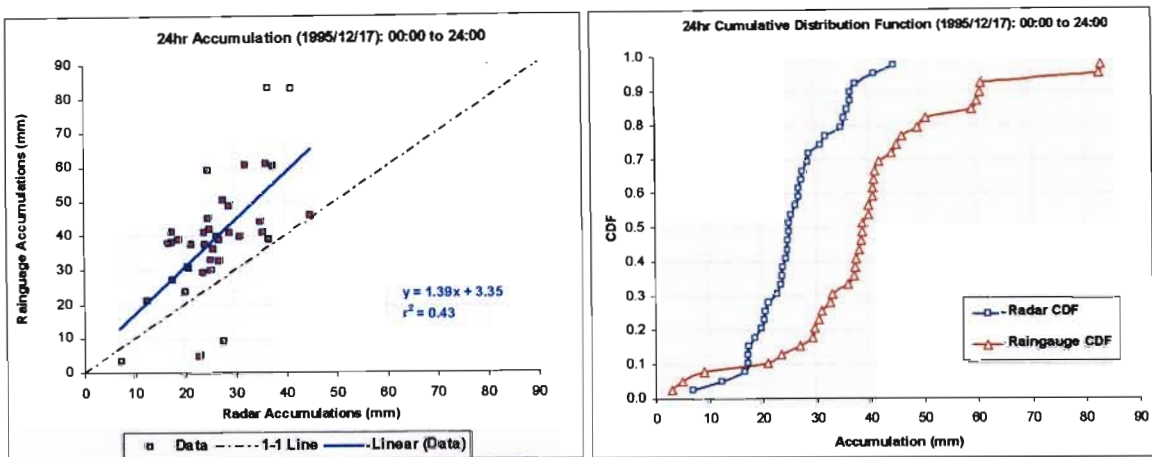 24hr Accumulation (1995/12/17): 00:00 to 24:00
Rainguage Accumulations (mm)
90
80
70
60
50
40
30
20
10
0
y = 1.39x + 3.35
r² = 0.43
0 10 20 30 40 50 60 70 80 90
Radar Accumulations (mm)
Data 1-1 Line Linear (Data)
24hr Cumulative Distribution Function (1995/12/17): 00:00 to 24:00
CDF
1.0
0.9
0.8
0.7
0.6
0.5
0.4
0.3
0.2
0.1
0.0
Radar CDF
Raingauge CDF
0 10 20 30 40 50 60 70 80 90
Accumulation (mm)